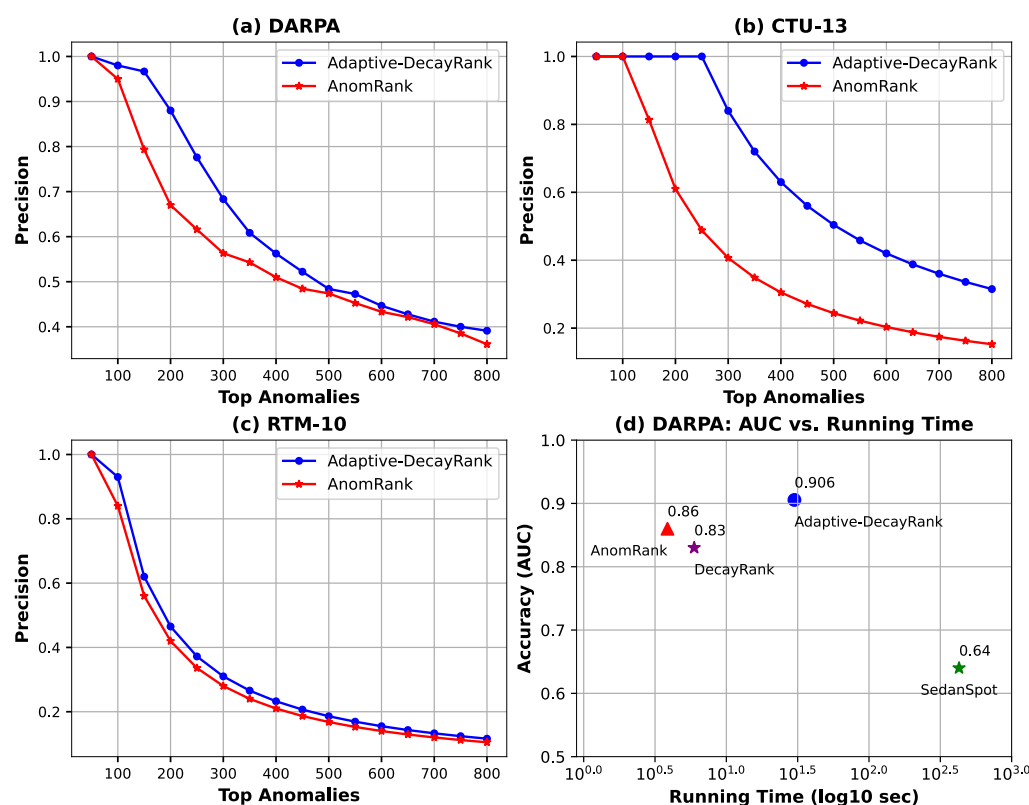 (a) DARPA
1.0
0.9
0.8
0.7
0.6
0.5
0.4
Precision
Adaptive-DecayRank
AnomRank
100 200 300 400 500 600 700 800
Top Anomalies
(b) CTU-13
1.0
0.8
0.6
0.4
0.2
Precision
Adaptive-DecayRank
AnomRank
100 200 300 400 500 600 700 800
Top Anomalies
(c) RTM-10
1.0
0.8
0.6
0.4
0.2
Precision
Adaptive-DecayRank
AnomRank
100 200 300 400 500 600 700 800
Top Anomalies
(d) DARPA: AUC vs. Running Time
1.0
0.9
0.8
0.7
0.6
0.5
Accuracy (AUC)
0.906
Adaptive-DecayRank
0.86
AnomRank
0.83
DecayRank
0.64
SedanSpot
10^0.0 10^0.5 10^1.0 10^1.5 10^2.0 10^2.5 10^3.0
Running Time (log10 sec)